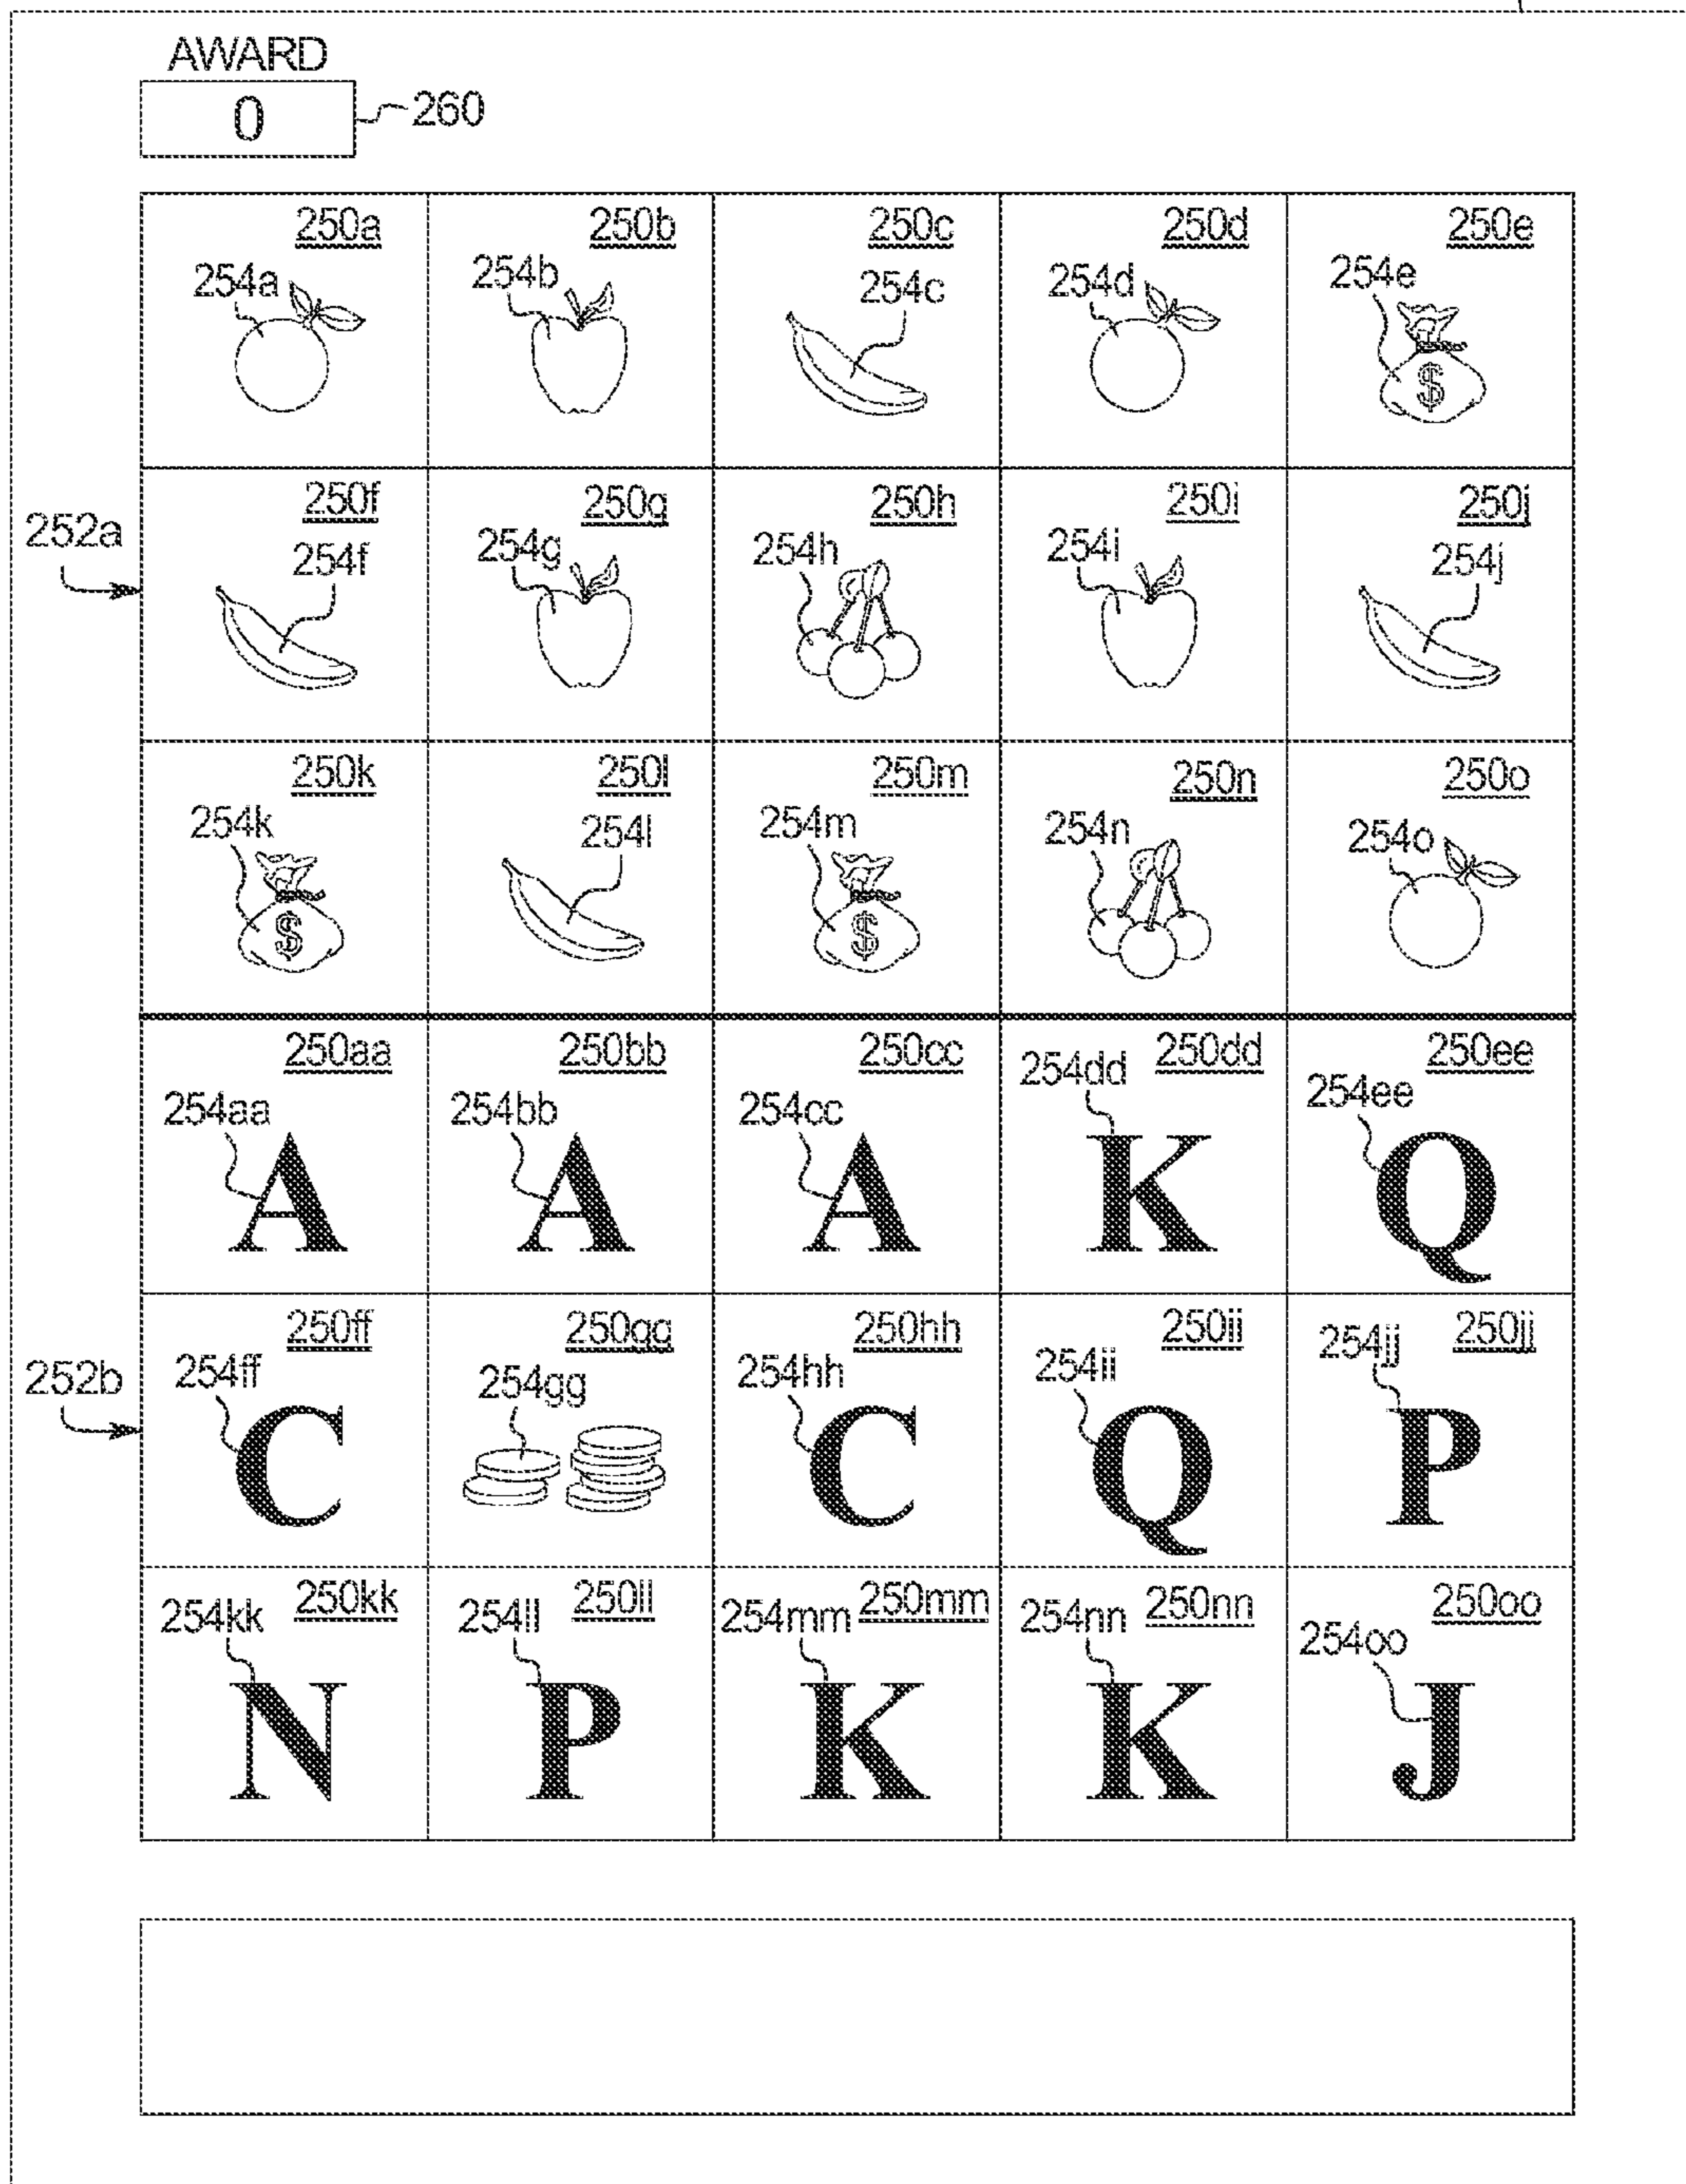 AWARD
0 260
250a 250b 250c 250d 250e
254a 254b 254c 254d 254e
$
252a
250f 250g 250h 250i 250j
254f 254g 254h 254i 254j
250k 250l 250m 250n 250o
254k 254l 254m 254n 254o
$ $
250aa 250bb 250cc 250dd 250ee
254aa 254bb 254cc 254dd 254ee
A A A K Q
252b
250ff 250gg 250hh 250ii 250jj
254ff 254gg 254hh 254ii 254jj
C C Q P
250kk 250ll 250mm 250nn 250oo
254kk 254ll 254mm 254nn 254oo
N P K K J